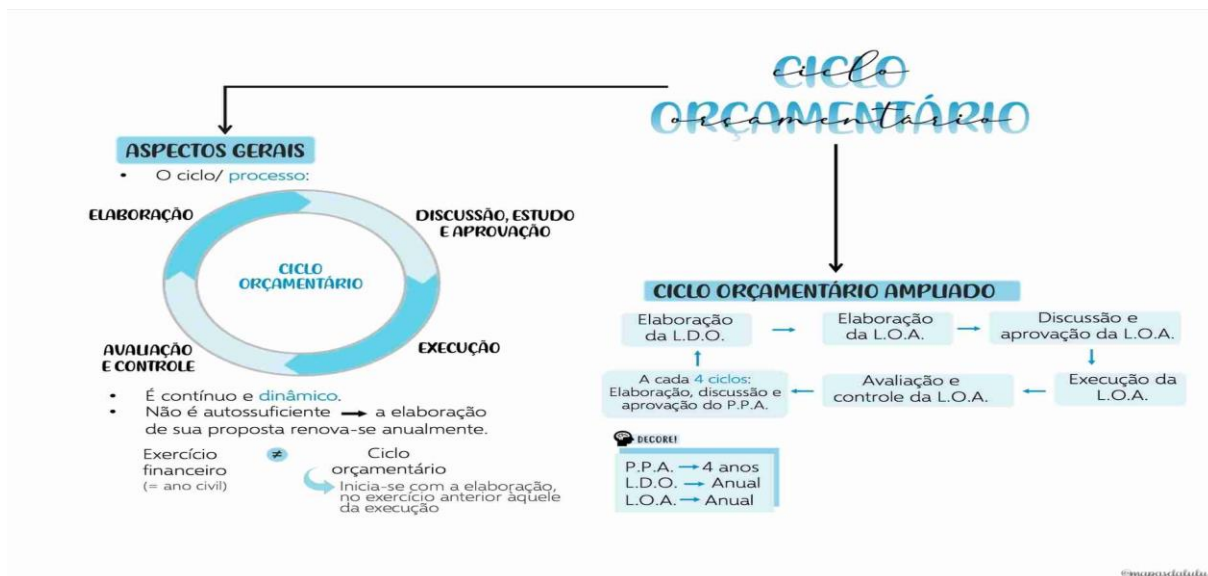 CICLO
ciclo
ORÇAMENTÁRIO
orçamentário
ASPECTOS GERAIS
• O ciclo/ processo:
ELABORAÇÃO
DISCUSSÃO, ESTUDO
E APROVAÇÃO
CICLO
ORÇAMENTÁRIO
AVALIAÇÃO
E CONTROLE
EXECUÇÃO
• É contínuo e dinâmico.
• Não é autossuficiente → a elaboração
de sua proposta renova-se anualmente.
Exercício
financeiro
(= ano civil)
≠
Ciclo
orçamentário
Inicia-se com a elaboração,
no exercício anterior àquele
da execução
CICLO ORÇAMENTÁRIO AMPLIADO
Elaboração
da L.D.O.
Elaboração
da L.O.A.
Discussão e
aprovação da L.O.A.
Execução da
L.O.A.
Avaliação e
controle da L.O.A.
A cada 4 ciclos:
Elaboração, discussão e
aprovação do P.P.A.
DECORE!
P.P.A. → 4 anos
L.D.O. → Anual
L.O.A. → Anual